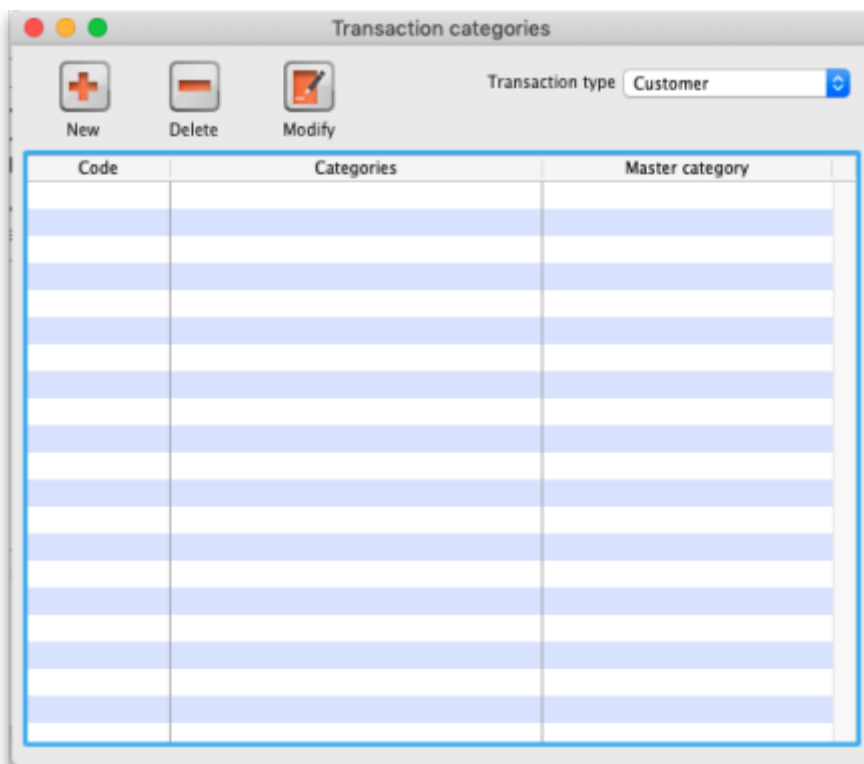 Transaction categories
Transaction type Customer
New Delete Modify
Code Categories Master category